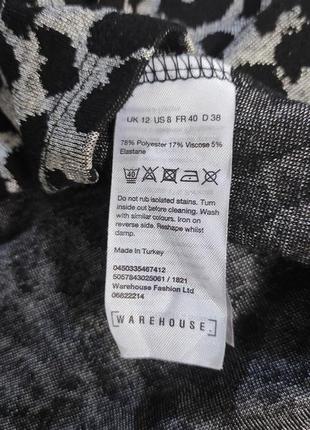 UK 12 US 8 FR 40 D 38
78% Polyester 17% Viscose 5%
Elastane
40
Do not rub isolated stains. Turn
inside out before cleaning. Wash
with similar colours. Iron on
reverse side. Reshape whilst
damp.
Made In Turkey
0450335467412
5057843025061 / 1821
Warehouse Fashion Ltd
06822214
[WAREHOUSE.]